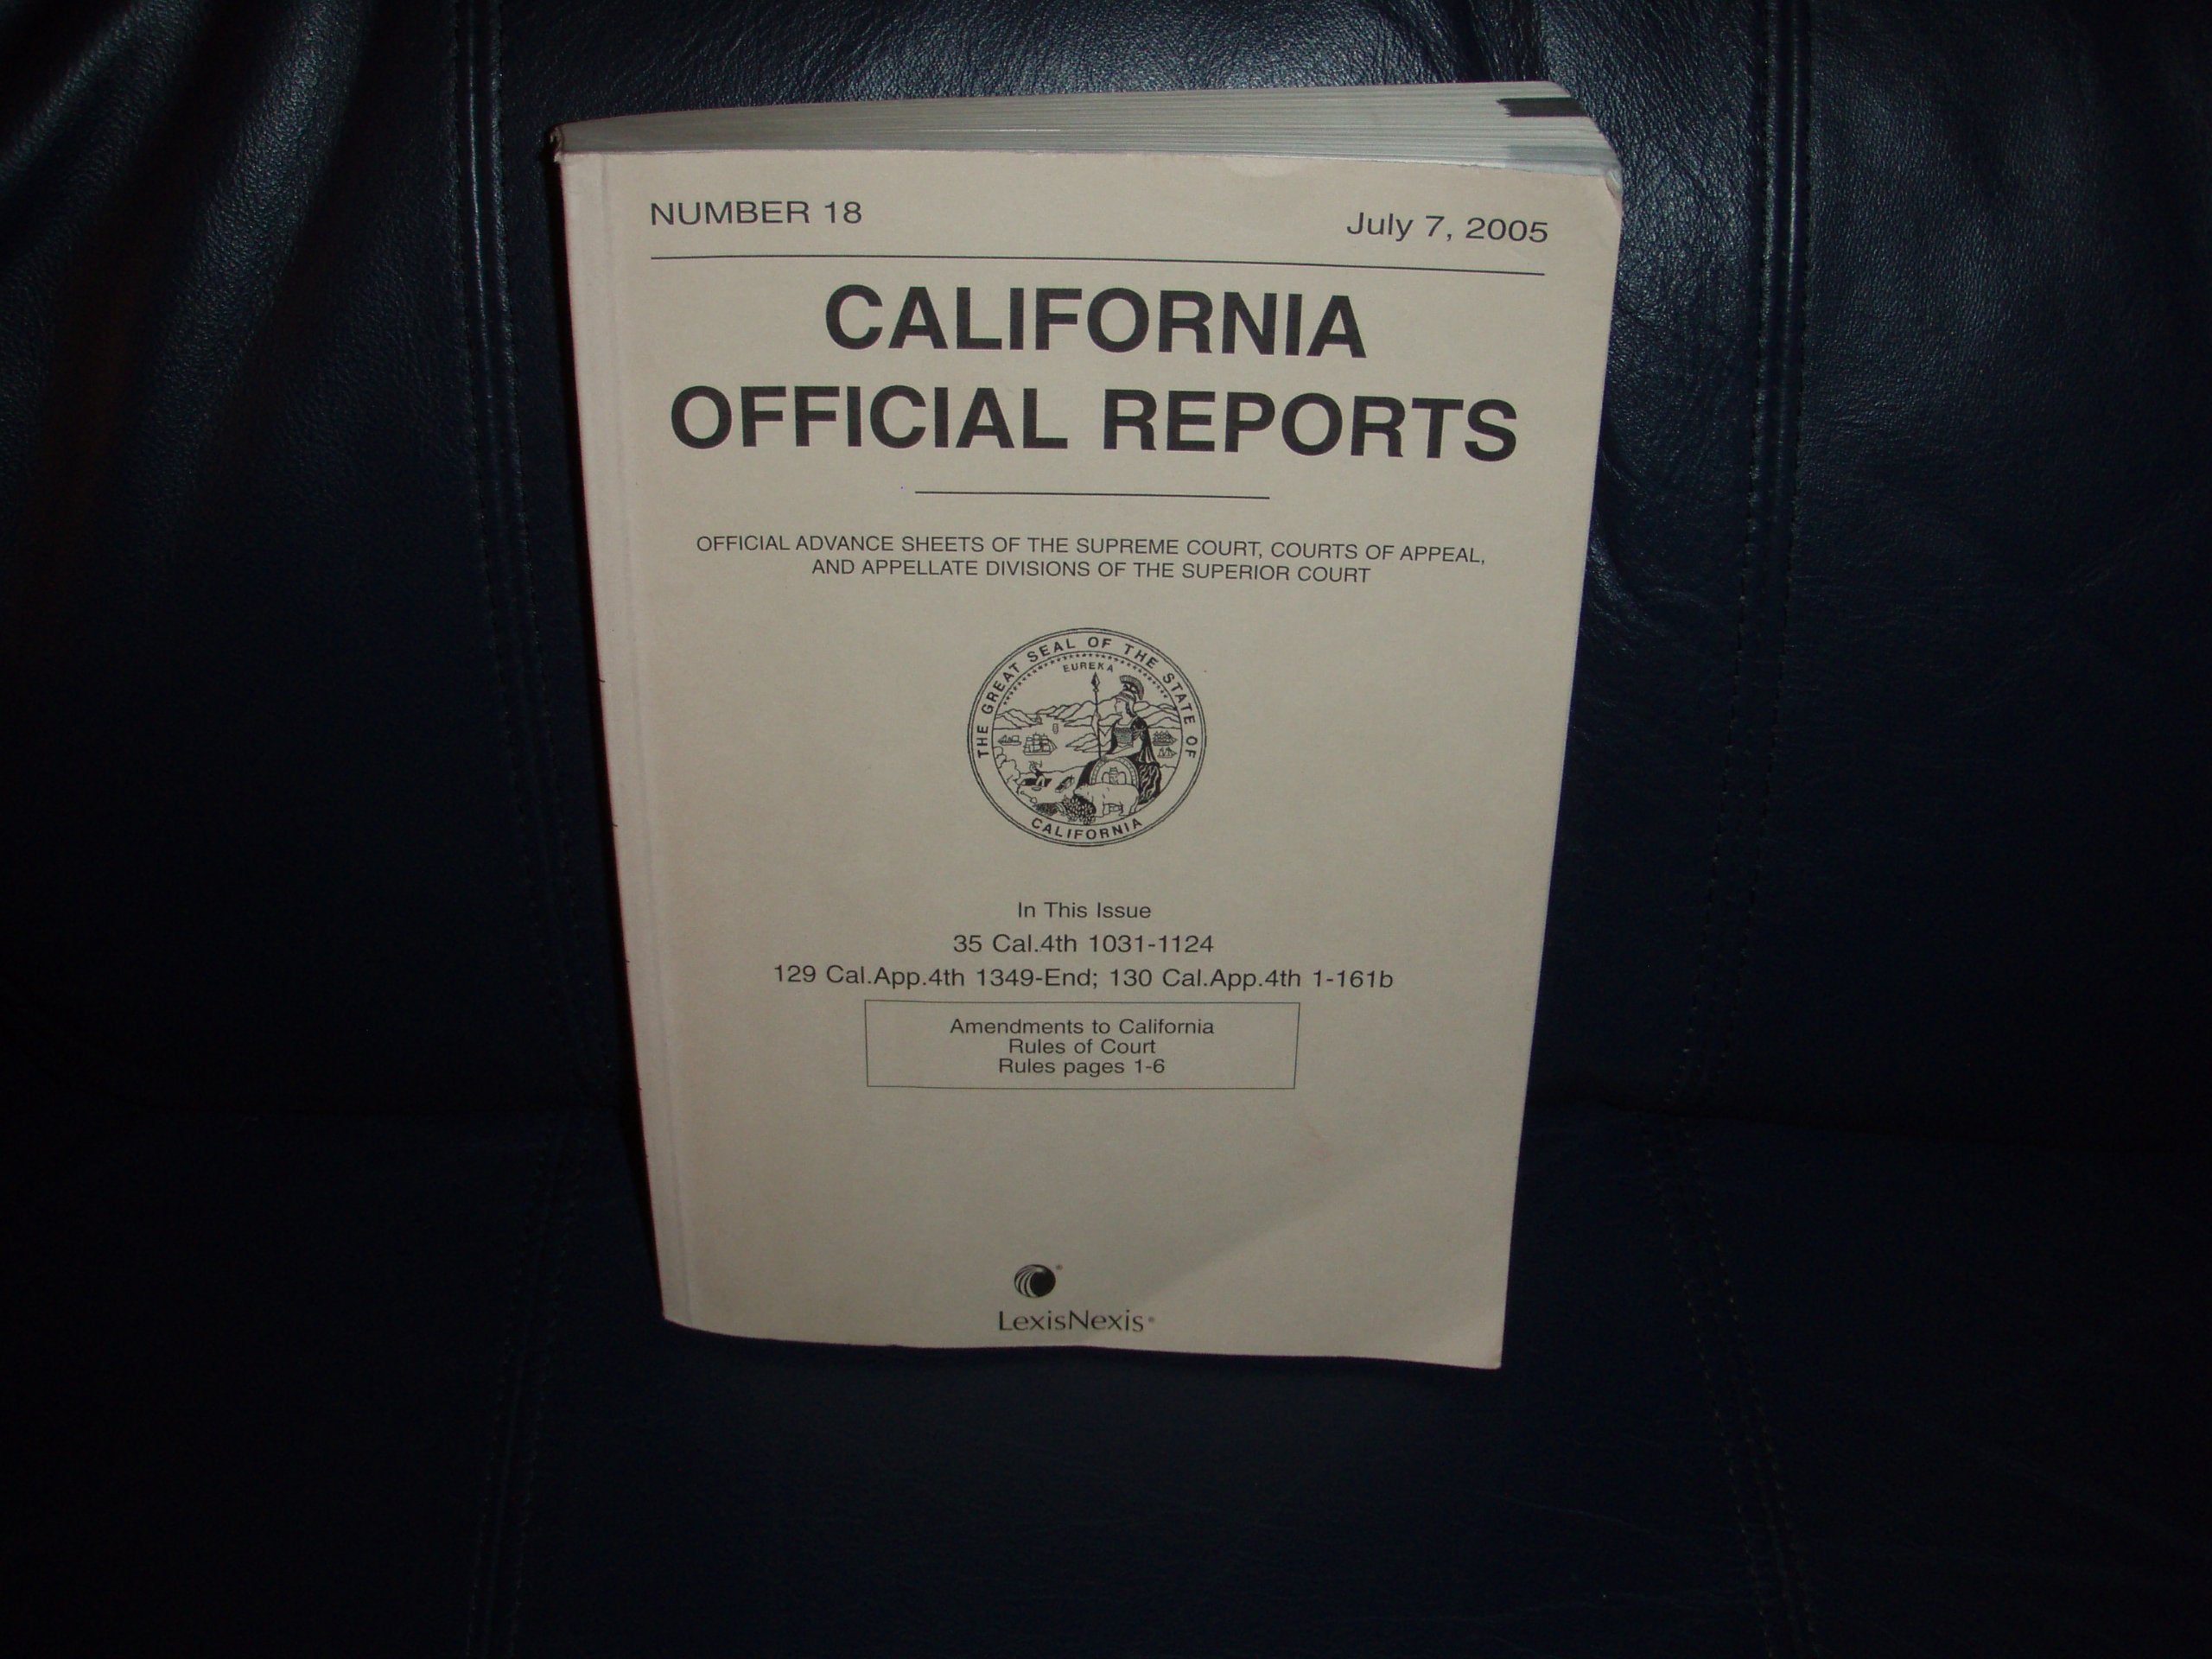 NUMBER 18
July 7, 2005
CALIFORNIA
OFFICIAL REPORTS
OFFICIAL ADVANCE SHEETS OF THE SUPREME COURT, COURTS OF APPEAL,
AND APPELLATE DIVISIONS OF THE SUPERIOR COURT
THE GREAT SEAL OF THE STATE OF
EUREKA
CALIFORNIA
In This Issue
35 Cal.4th 1031-1124
129 Cal.App.4th 1349-End; 130 Cal.App.4th 1-161b
Amendments to California
Rules of Court
Rules pages 1-6
LexisNexis®